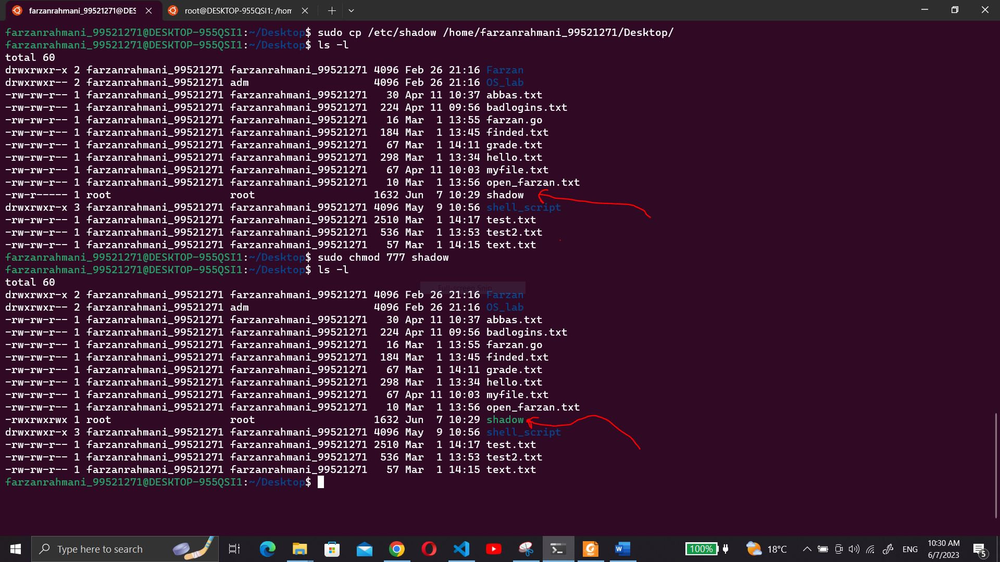 farzanrahmani_99521271@DES
root@DESKTOP-955QSI1: /hom
farzanrahmani_99521271@DESKTOP-955QSI1:~/Desktop$ sudo cp /etc/shadow /home/farzanrahmani_99521271/Desktop/
farzanrahmani_99521271@DESKTOP-955QSI1:~/Desktop$ ls -l
total 60
drwxrwxr-x 2 farzanrahmani_99521271 farzanrahmani_99521271 4096 Feb 26 21:16 Farzan
drwxrwxr-- 2 farzanrahmani_99521271 adm                    4096 Feb 26 21:16 OS_lab
-rw-rw-r-- 1 farzanrahmani_99521271 farzanrahmani_99521271   30 Apr 11 10:37 abbas.txt
-rw-rw-r-- 1 farzanrahmani_99521271 farzanrahmani_99521271  224 Apr 11 09:56 badlogins.txt
-rw-rw-r-- 1 farzanrahmani_99521271 farzanrahmani_99521271   16 Mar  1 13:55 farzan.go
-rw-rw-r-- 1 farzanrahmani_99521271 farzanrahmani_99521271  184 Mar  1 13:45 finded.txt
-rw-rw-r-- 1 farzanrahmani_99521271 farzanrahmani_99521271   67 Mar  1 14:11 grade.txt
-rw-rw-r-- 1 farzanrahmani_99521271 farzanrahmani_99521271  298 Mar  1 13:34 hello.txt
-rw-rw-r-- 1 farzanrahmani_99521271 farzanrahmani_99521271   67 Apr 11 10:03 myfile.txt
-rw-rw-r-- 1 farzanrahmani_99521271 farzanrahmani_99521271   10 Mar  1 13:56 open_farzan.txt
-rw-r----- 1 root                   root                   1632 Jun  7 10:29 shadow
drwxrwxr-x 3 farzanrahmani_99521271 farzanrahmani_99521271 4096 May  9 10:56 shell_script
-rw-rw-r-- 1 farzanrahmani_99521271 farzanrahmani_99521271 2510 Mar  1 14:17 test.txt
-rw-rw-r-- 1 farzanrahmani_99521271 farzanrahmani_99521271  536 Mar  1 13:53 test2.txt
-rw-rw-r-- 1 farzanrahmani_99521271 farzanrahmani_99521271   57 Mar  1 14:15 text.txt
farzanrahmani_99521271@DESKTOP-955QSI1:~/Desktop$ sudo chmod 777 shadow
farzanrahmani_99521271@DESKTOP-955QSI1:~/Desktop$ ls -l
total 60
Full-screen Snip
drwxrwxr-x 2 farzanrahmani_99521271 farzanrahmani_99521271 4096 Feb 26 21:16 Farzan
drwxrwxr-- 2 farzanrahmani_99521271 adm                    4096 Feb 26 21:16 OS_lab
-rw-rw-r-- 1 farzanrahmani_99521271 farzanrahmani_99521271   30 Apr 11 10:37 abbas.txt
-rw-rw-r-- 1 farzanrahmani_99521271 farzanrahmani_99521271  224 Apr 11 09:56 badlogins.txt
-rw-rw-r-- 1 farzanrahmani_99521271 farzanrahmani_99521271   16 Mar  1 13:55 farzan.go
-rw-rw-r-- 1 farzanrahmani_99521271 farzanrahmani_99521271  184 Mar  1 13:45 finded.txt
-rw-rw-r-- 1 farzanrahmani_99521271 farzanrahmani_99521271   67 Mar  1 14:11 grade.txt
-rw-rw-r-- 1 farzanrahmani_99521271 farzanrahmani_99521271  298 Mar  1 13:34 hello.txt
-rw-rw-r-- 1 farzanrahmani_99521271 farzanrahmani_99521271   67 Apr 11 10:03 myfile.txt
-rw-rw-r-- 1 farzanrahmani_99521271 farzanrahmani_99521271   10 Mar  1 13:56 open_farzan.txt
-rwxrwxrwx 1 root                   root                   1632 Jun  7 10:29 shadow
drwxrwxr-x 3 farzanrahmani_99521271 farzanrahmani_99521271 4096 May  9 10:56 shell_script
-rw-rw-r-- 1 farzanrahmani_99521271 farzanrahmani_99521271 2510 Mar  1 14:17 test.txt
-rw-rw-r-- 1 farzanrahmani_99521271 farzanrahmani_99521271  536 Mar  1 13:53 test2.txt
-rw-rw-r-- 1 farzanrahmani_99521271 farzanrahmani_99521271   57 Mar  1 14:15 text.txt
farzanrahmani_99521271@DESKTOP-955QSI1:~/Desktop$
Type here to search
PDF
W
100%
18°C
ENG
10:30 AM
6/7/2023
5